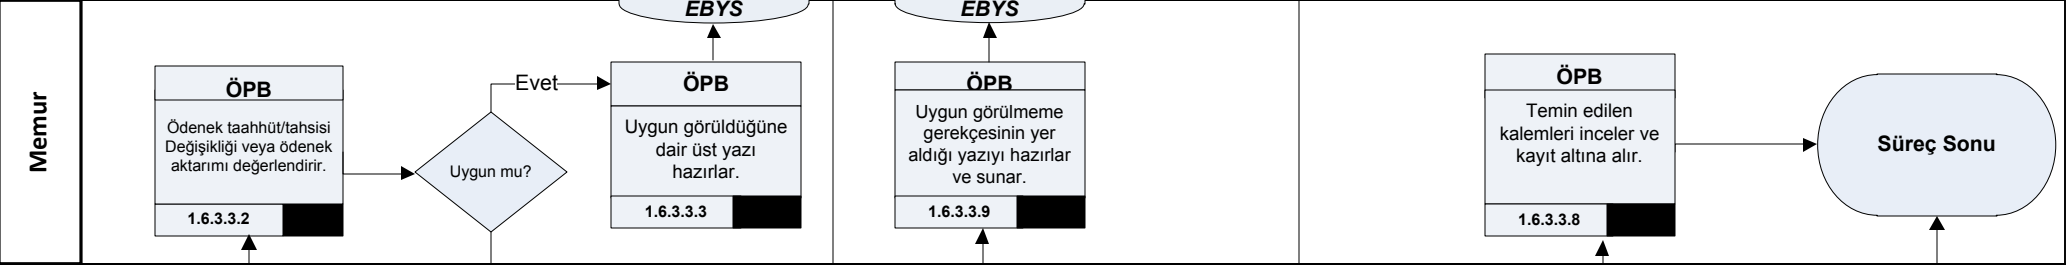 Memur
ÖPB
Ödenek taahhüt/tahsisi
Değişikliği veya ödenek
aktarımı değerlendirir.
1.6.3.3.2
Uygun mu?
Evet
EBYS
ÖPB
Uygun görüldüğüne
dair üst yazı
hazırlar.
1.6.3.3.3
EBYS
ÖPB
Uygun görülmeme
gerekçesinin yer
aldığı yazıyı hazırlar
ve sunar.
1.6.3.3.9
ÖPB
Temin edilen
kalemleri inceler ve
kayıt altına alır.
1.6.3.3.8
Süreç Sonu